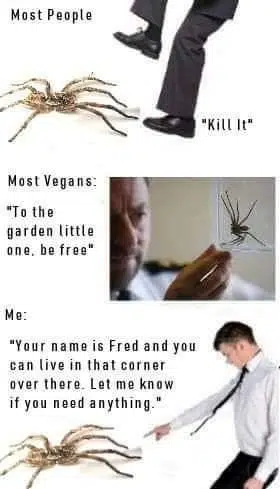 Most People
"Kill It"
Most Vegans:
"To the
garden little
one, be free"
Me:
"Your name is Fred and you
can live in that corner
over there. Let me know
if you need anything."